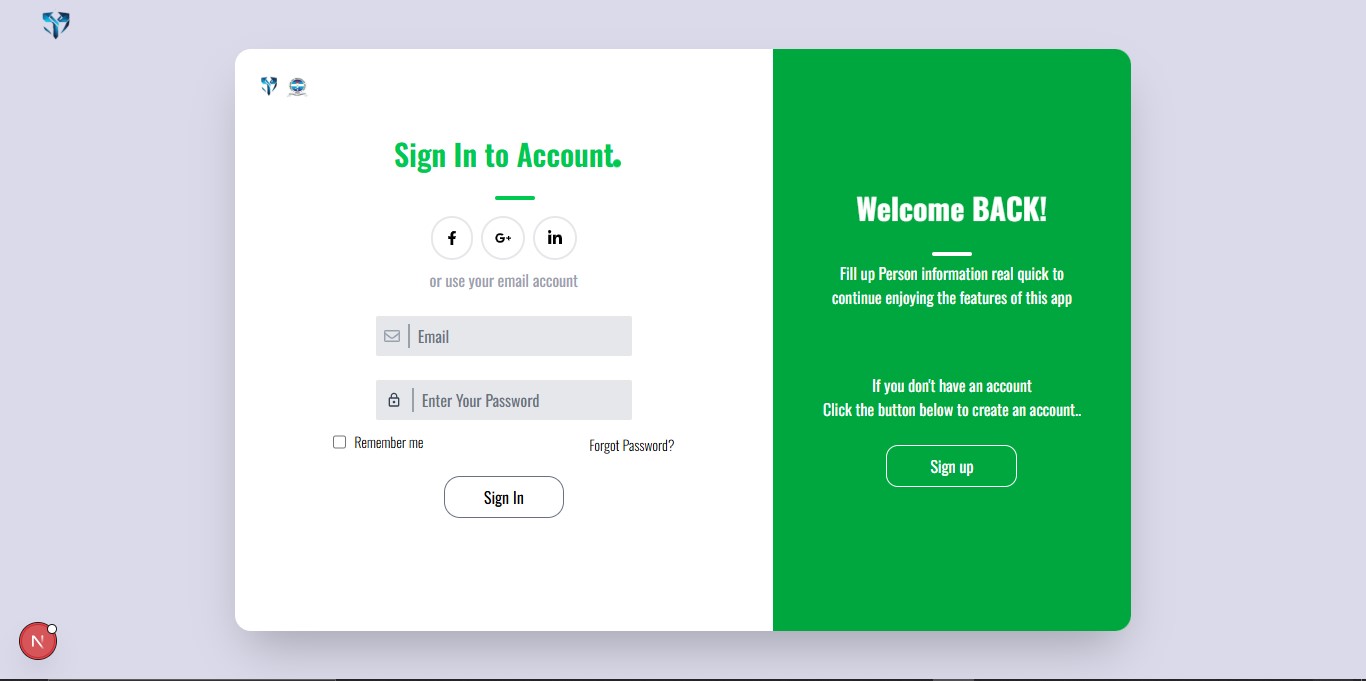 Sign In to Account.
f
G+
in
or use your email account
Email
Enter Your Password
Remember me
Forgot Password?
Sign In
Welcome BACK!
Fill up Person information real quick to
continue enjoying the features of this app
If you don't have an account
Click the button below to create an account..
Sign up
N